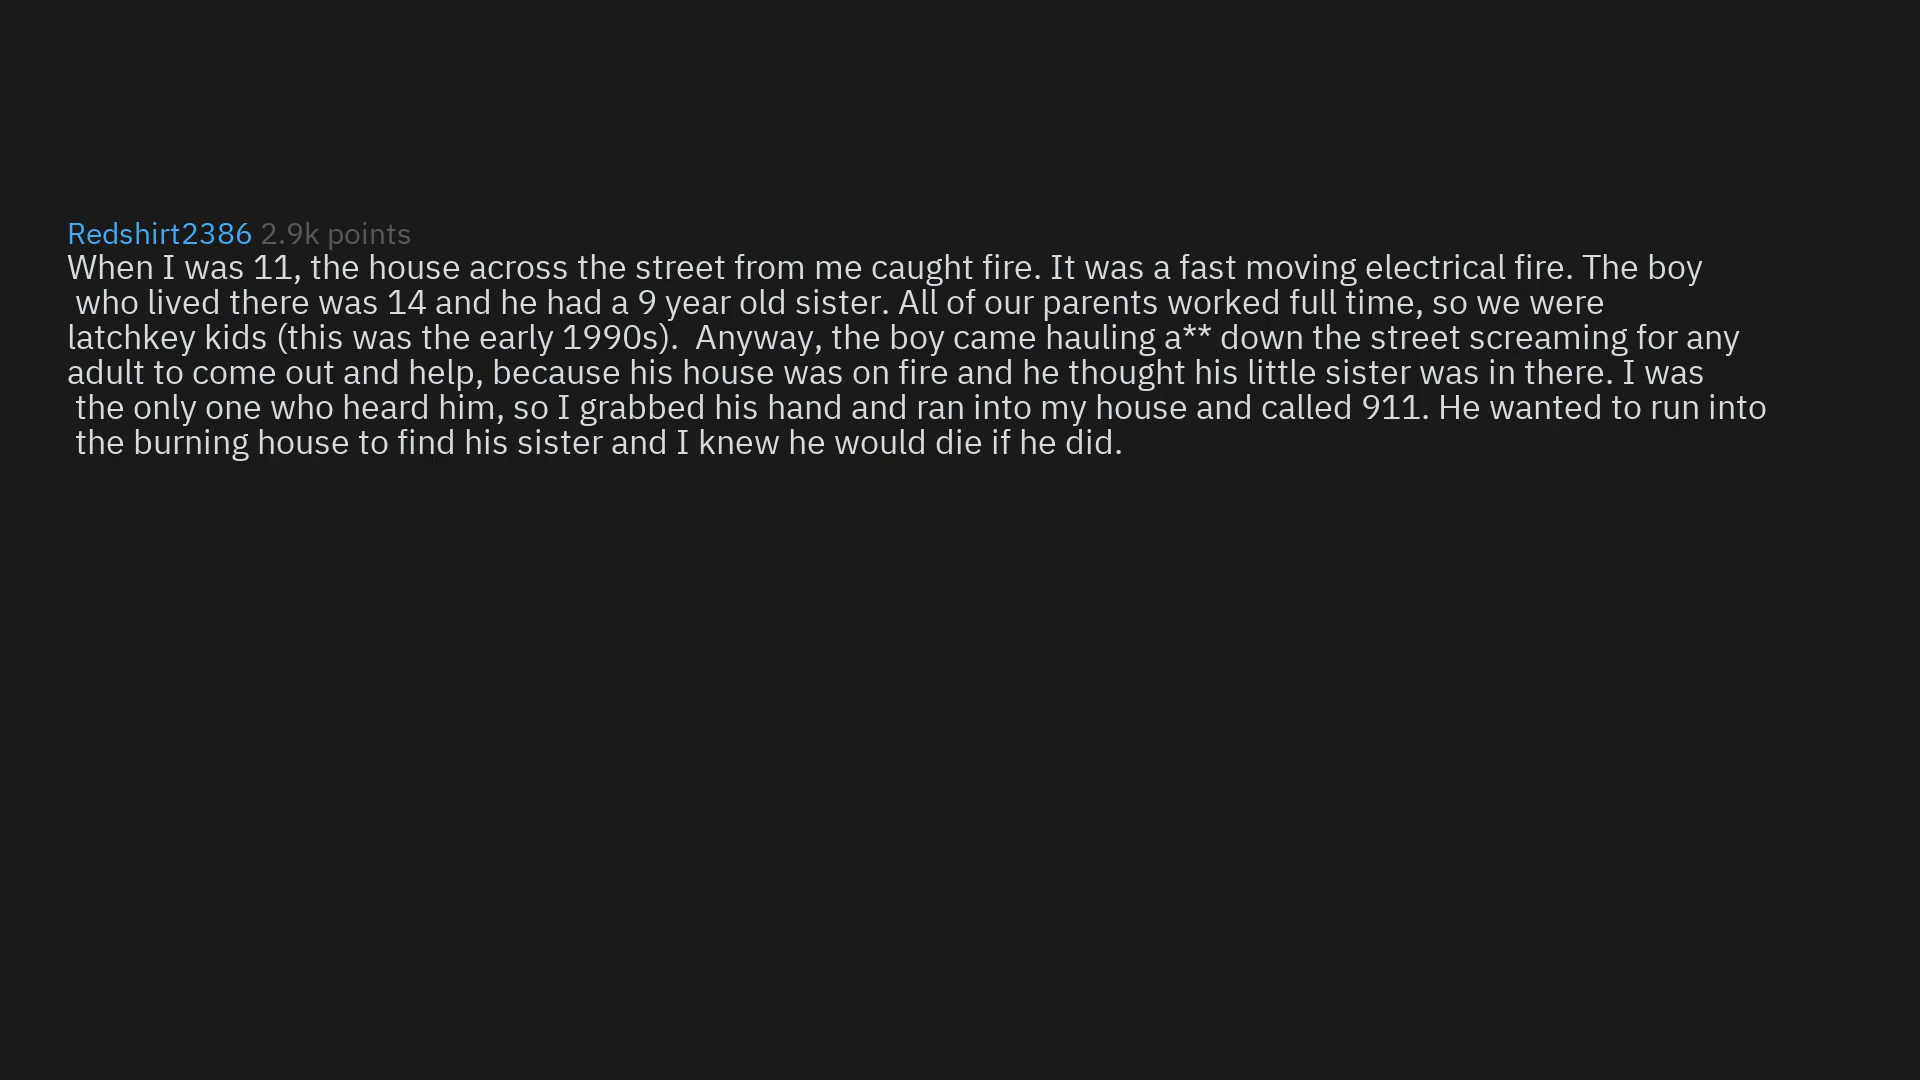 Redshirt2386 2.9k points
When I was 11, the house across the street from me caught fire. It was a fast moving electrical fire. The boy
who lived there was 14 and he had a 9 year old sister. All of our parents worked full time, so we were
latchkey kids (this was the early 1990s).  Anyway, the boy came hauling a** down the street screaming for any
adult to come out and help, because his house was on fire and he thought his little sister was in there. I was
the only one who heard him, so I grabbed his hand and ran into my house and called 911. He wanted to run into
the burning house to find his sister and I knew he would die if he did.